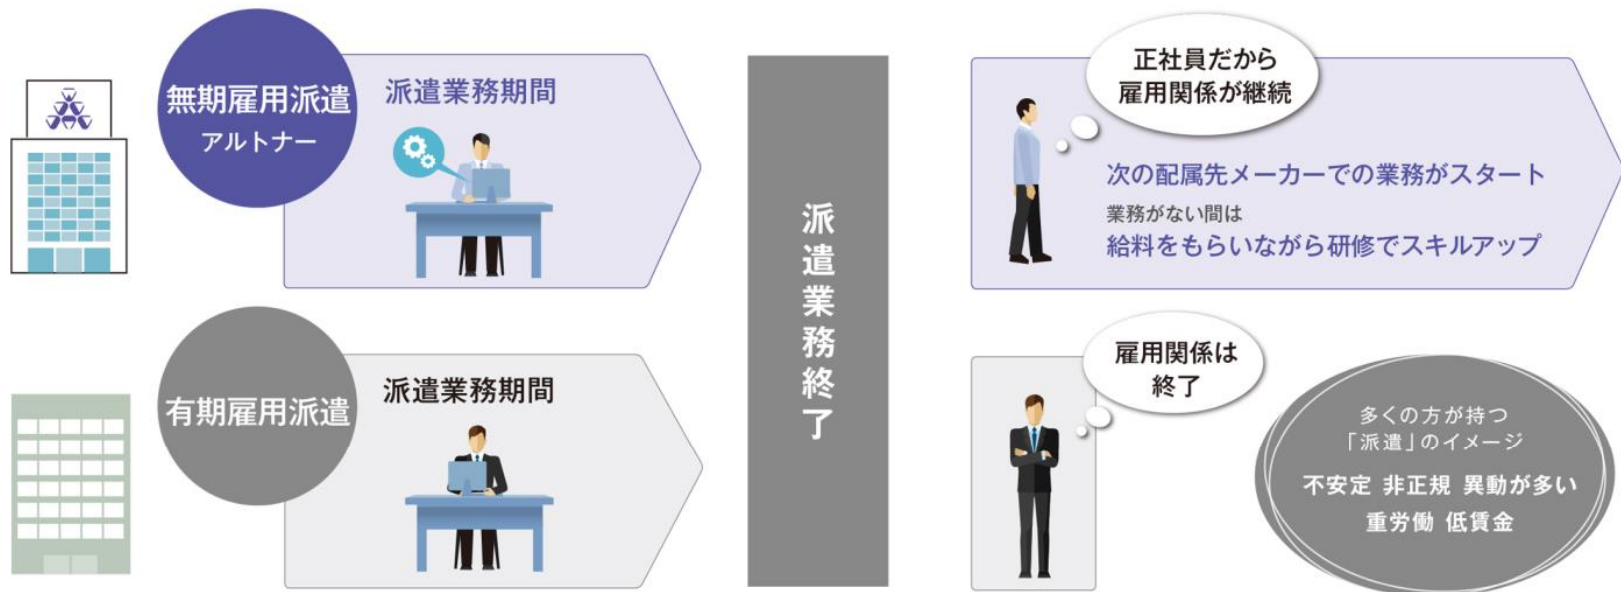 無期雇用派遣
アルトナー
派遣業務期間
派遣業務終了
正社員だから
雇用関係が継続
次の配属先メーカーでの業務がスタート
業務がない間は
給料をもらいながら研修でスキルアップ
有期雇用派遣
派遣業務期間
雇用関係は
終了
多くの方が持つ
「派遣」のイメージ
不安定 非正規 異動が多い
重労働 低賃金